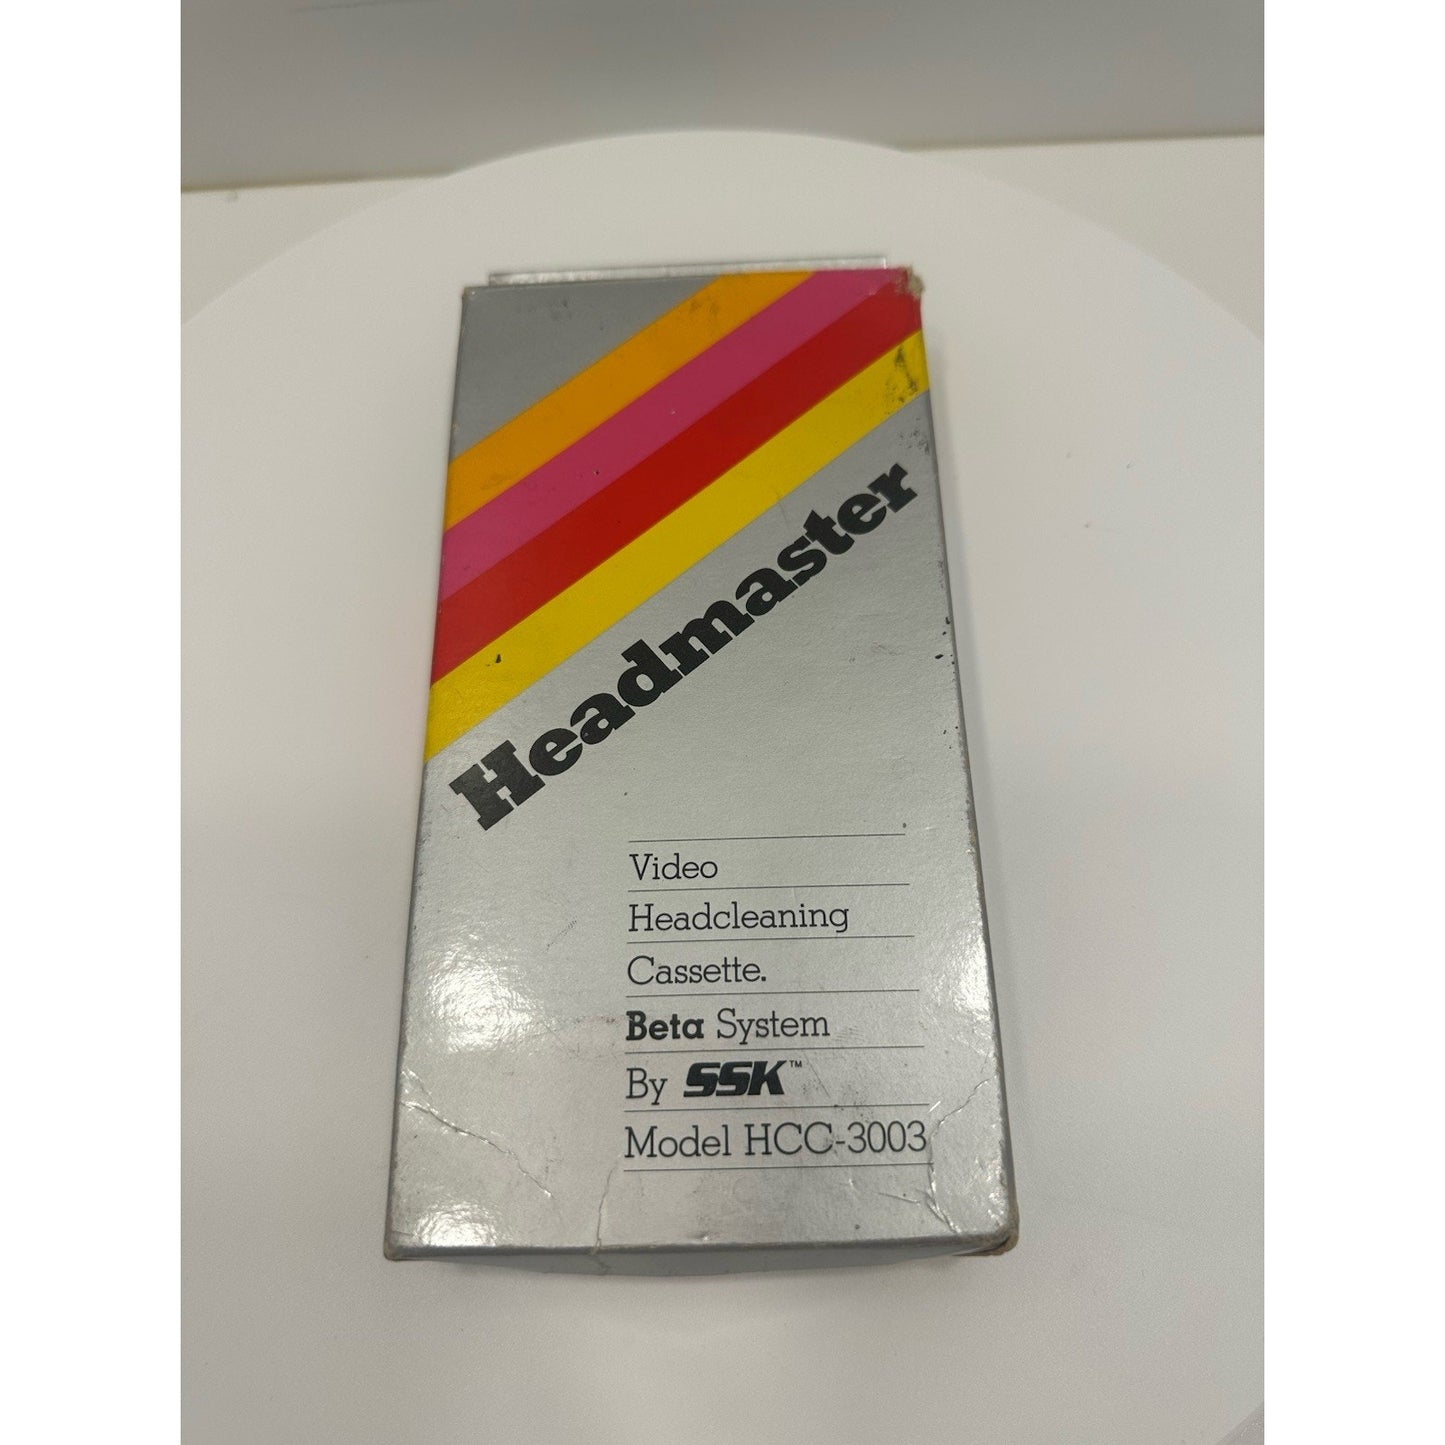 Headmaster
Video
Headcleaning
Cassette.
Beta System
By SSK™
Model HCC-3003